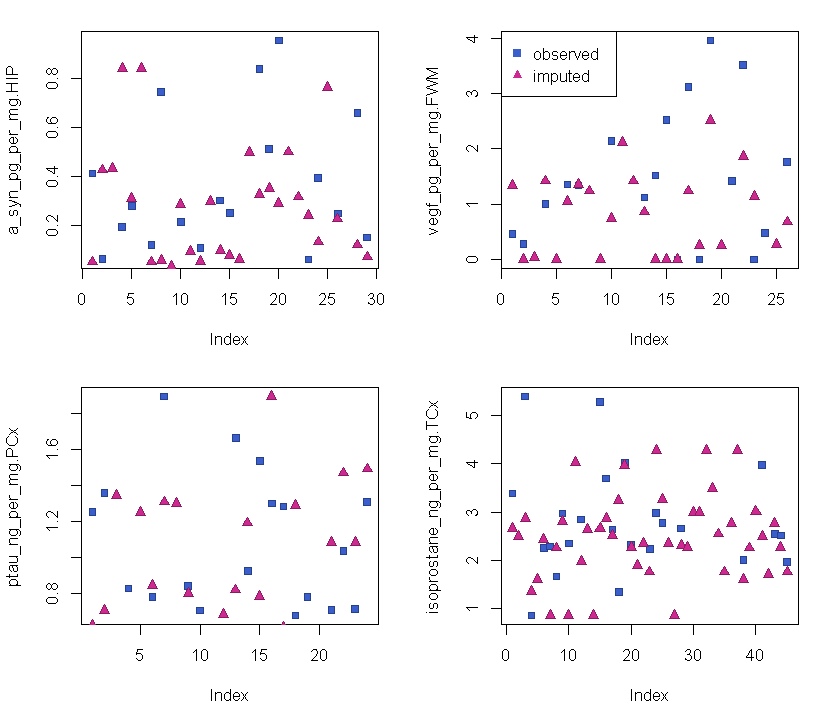 a_syn_pg_per_mg.HIP
0.2 0.4 0.6 0.8
0 5 10 15 20 25 30
Index
vegf_pg_per_mg.FWM
0 1 2 3 4
observed
imputed
0 5 10 15 20 25
Index
ptau_ng_per_mg.PCx
0.8 1.2 1.6
5 10 15 20
Index
isoprostane_ng_per_mg.TCx
1 2 3 4 5
0 10 20 30 40
Index